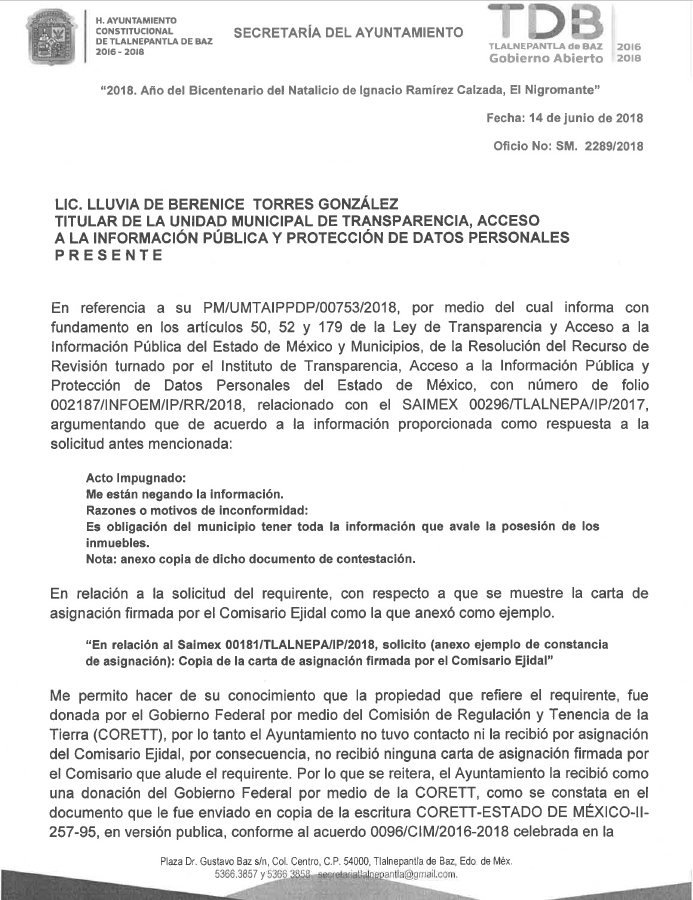 H. AYUNTAMIENTO
CONSTITUCIONAL
DE TLALNEPANTLA DE BAZ
2016 - 2018
SECRETARÍA DEL AYUNTAMIENTO
TDB
TLALNEPANTLA de BAZ
Gobierno Abierto
2016
2018
"2018. Año del Bicentenario del Natalicio de Ignacio Ramírez Calzada, El Nigromante"
Fecha: 14 de junio de 2018
Oficio No: SM. 2289/2018
LIC. LLUVIA DE BERENICE TORRES GONZÁLEZ
TITULAR DE LA UNIDAD MUNICIPAL DE TRANSPARENCIA, ACCESO
A LA INFORMACIÓN PÚBLICA Y PROTECCIÓN DE DATOS PERSONALES
P R E S E N T E
En referencia a su PM/UMTAIPPDP/00753/2018, por medio del cual informa con
fundamento en los artículos 50, 52 y 179 de la Ley de Transparencia y Acceso a la
Información Pública del Estado de México y Municipios, de la Resolución del Recurso de
Revisión turnado por el Instituto de Transparencia, Acceso a la Información Pública y
Protección de Datos Personales del Estado de México, con número de folio
002187/INFOEM/IP/RR/2018, relacionado con el SAIMEX 00296/TLALNEPA/IP/2017,
argumentando que de acuerdo a la información proporcionada como respuesta a la
solicitud antes mencionada:
Acto Impugnado:
Me están negando la información.
Razones o motivos de inconformidad:
Es obligación del municipio tener toda la información que avale la posesión de los
inmuebles.
Nota: anexo copia de dicho documento de contestación.
En relación a la solicitud del requirente, con respecto a que se muestre la carta de
asignación firmada por el Comisario Ejidal como la que anexó como ejemplo.
"En relación al Saimex 00181/TLALNEPA/IP/2018, solicito (anexo ejemplo de constancia
de asignación): Copia de la carta de asignación firmada por el Comisario Ejidal"
Me permito hacer de su conocimiento que la propiedad que refiere el requirente, fue
donada por el Gobierno Federal por medio del Comisión de Regulación y Tenencia de la
Tierra (CORETT), por lo tanto el Ayuntamiento no tuvo contacto ni la recibió por asignación
del Comisario Ejidal, por consecuencia, no recibió ninguna carta de asignación firmada por
el Comisario que alude el requirente. Por lo que se reitera, el Ayuntamiento la recibió como
una donación del Gobierno Federal por medio de la CORETT, como se constata en el
documento que le fue enviado en copia de la escritura CORETT-ESTADO DE MÉXICO-II-
257-95, en versión publica, conforme al acuerdo 0096/CIM/2016-2018 celebrada en la
Plaza Dr. Gustavo Baz s/n, Col. Centro, C.P. 54000, Tlalnepantla de Baz, Edo. de Méx.
5366.3857 y 5366 3858 secretariatlalnepantla@gmail.com.